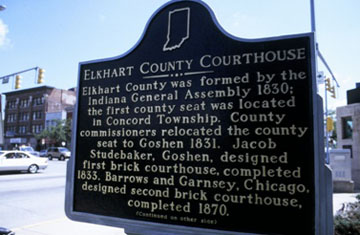 ELKHART COUNTY COURTHOUSE
Elkhart County was formed by the
Indiana General Assembly 1830;
the first county seat was located
in Concord Township. County
commissioners relocated the county
seat to Goshen 1831. Jacob
Studebaker, Goshen, designed
first brick courthouse, completed
1833. Barrows and Garnsey, Chicago,
designed second brick courthouse,
completed 1870.
(Continued on other side)